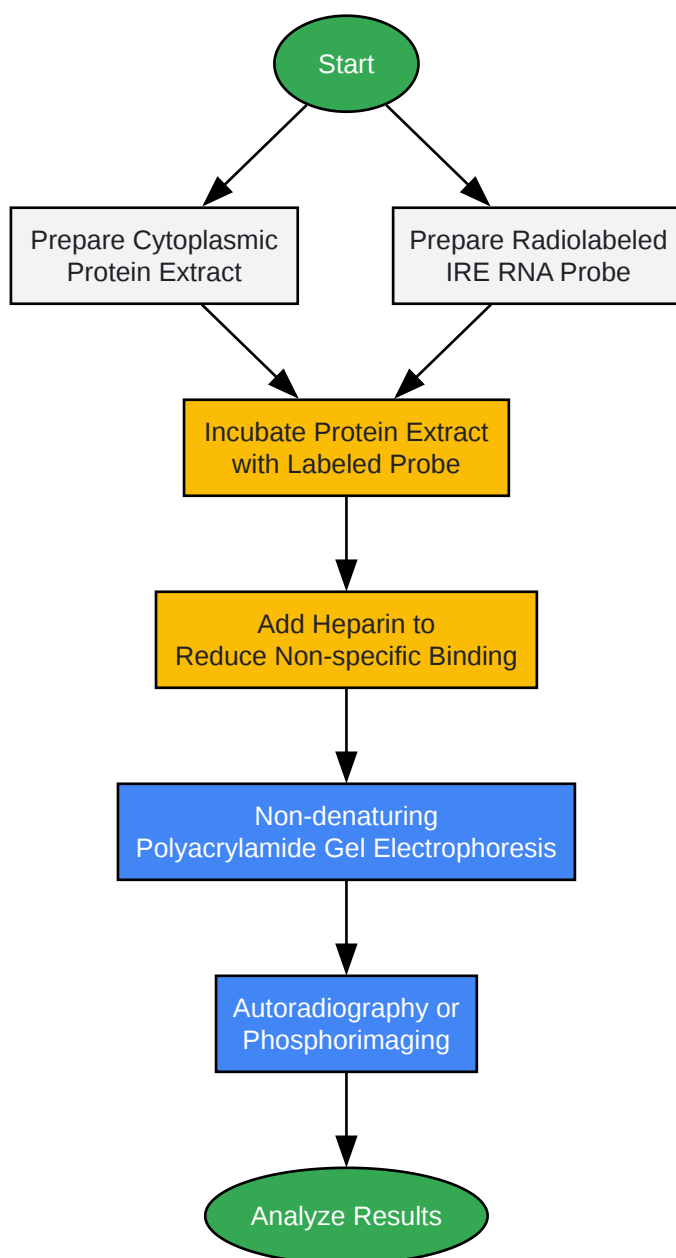 Start
Prepare Cytoplasmic
Protein Extract
Prepare Radiolabeled
IRE RNA Probe
Incubate Protein Extract
with Labeled Probe
Add Heparin to
Reduce Non-specific Binding
Non-denaturing
Polyacrylamide Gel Electrophoresis
Autoradiography or
Phosphorimaging
Analyze Results